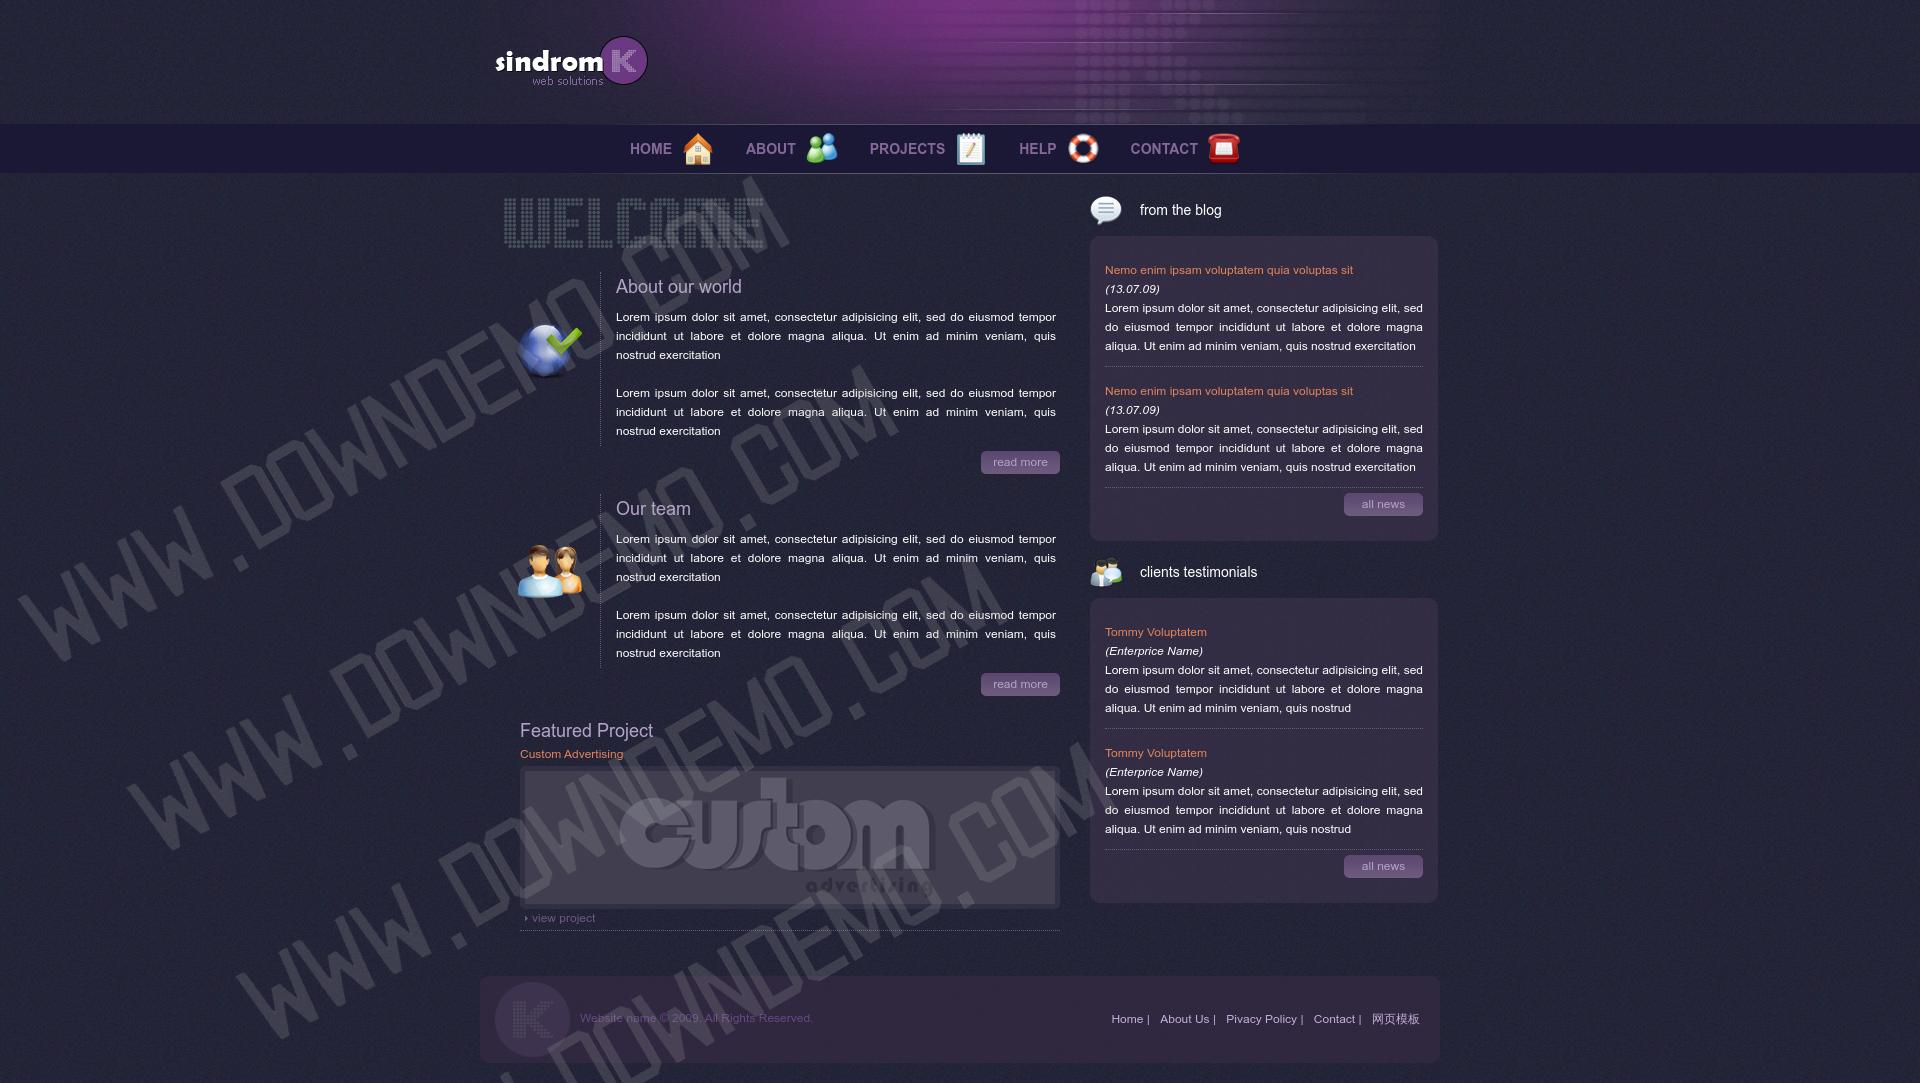 sindrom K
web solutions
HOME
ABOUT
PROJECTS
HELP
CONTACT
WELCOME
About our world
Lorem ipsum dolor sit amet, consectetur adipisicing elit, sed do eiusmod tempor
incididunt ut labore et dolore magna aliqua. Ut enim ad minim veniam, quis
nostrud exercitation
Lorem ipsum dolor sit amet, consectetur adipisicing elit, sed do eiusmod tempor
incididunt ut labore et dolore magna aliqua. Ut enim ad minim veniam, quis
nostrud exercitation
read more
Our team
Lorem ipsum dolor sit amet, consectetur adipisicing elit, sed do eiusmod tempor
incididunt ut labore et dolore magna aliqua. Ut enim ad minim veniam, quis
nostrud exercitation
Lorem ipsum dolor sit amet, consectetur adipisicing elit, sed do eiusmod tempor
incididunt ut labore et dolore magna aliqua. Ut enim ad minim veniam, quis
nostrud exercitation
read more
Featured Project
Custom Advertising
custom
advertising
view project
from the blog
Nemo enim ipsam voluptatem quia voluptas sit
(13.07.09)
Lorem ipsum dolor sit amet, consectetur adipisicing elit, sed
do eiusmod tempor incididunt ut labore et dolore magna
aliqua. Ut enim ad minim veniam, quis nostrud exercitation
Nemo enim ipsam voluptatem quia voluptas sit
(13.07.09)
Lorem ipsum dolor sit amet, consectetur adipisicing elit, sed
do eiusmod tempor incididunt ut labore et dolore magna
aliqua. Ut enim ad minim veniam, quis nostrud exercitation
all news
clients testimonials
Tommy Voluptatem
(Enterprice Name)
Lorem ipsum dolor sit amet, consectetur adipisicing elit, sed
do eiusmod tempor incididunt ut labore et dolore magna
aliqua. Ut enim ad minim veniam, quis nostrud
Tommy Voluptatem
(Enterprice Name)
Lorem ipsum dolor sit amet, consectetur adipisicing elit, sed
do eiusmod tempor incididunt ut labore et dolore magna
aliqua. Ut enim ad minim veniam, quis nostrud
all news
K
Website name © 2009. All Rights Reserved.
Home | About Us | Pivacy Policy | Contact | 网页模板
WWW.DOWNDEMO.COM
WWW.DOWNDEMO.COM
WWW.DOWNDEMO.COM
.DOWNDEMO.COM